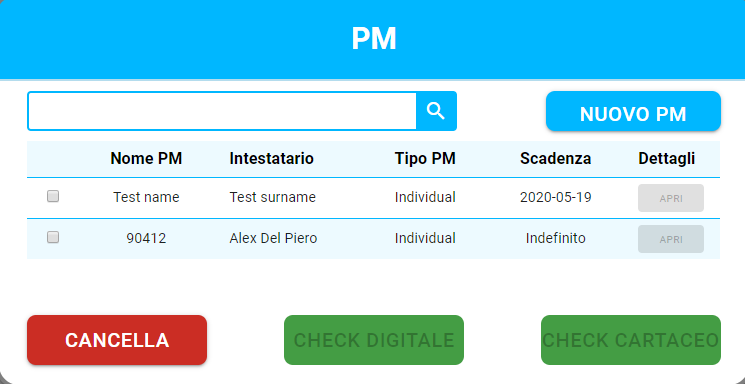 PM
NUOVO PM
Nome PM Intestatario Tipo PM Scadenza Dettagli
Test name Test surname Individual 2020-05-19 APRI
90412 Alex Del Piero Individual Indefinito APRI
CANCELLA CHECK DIGITALE CHECK CARTACEO